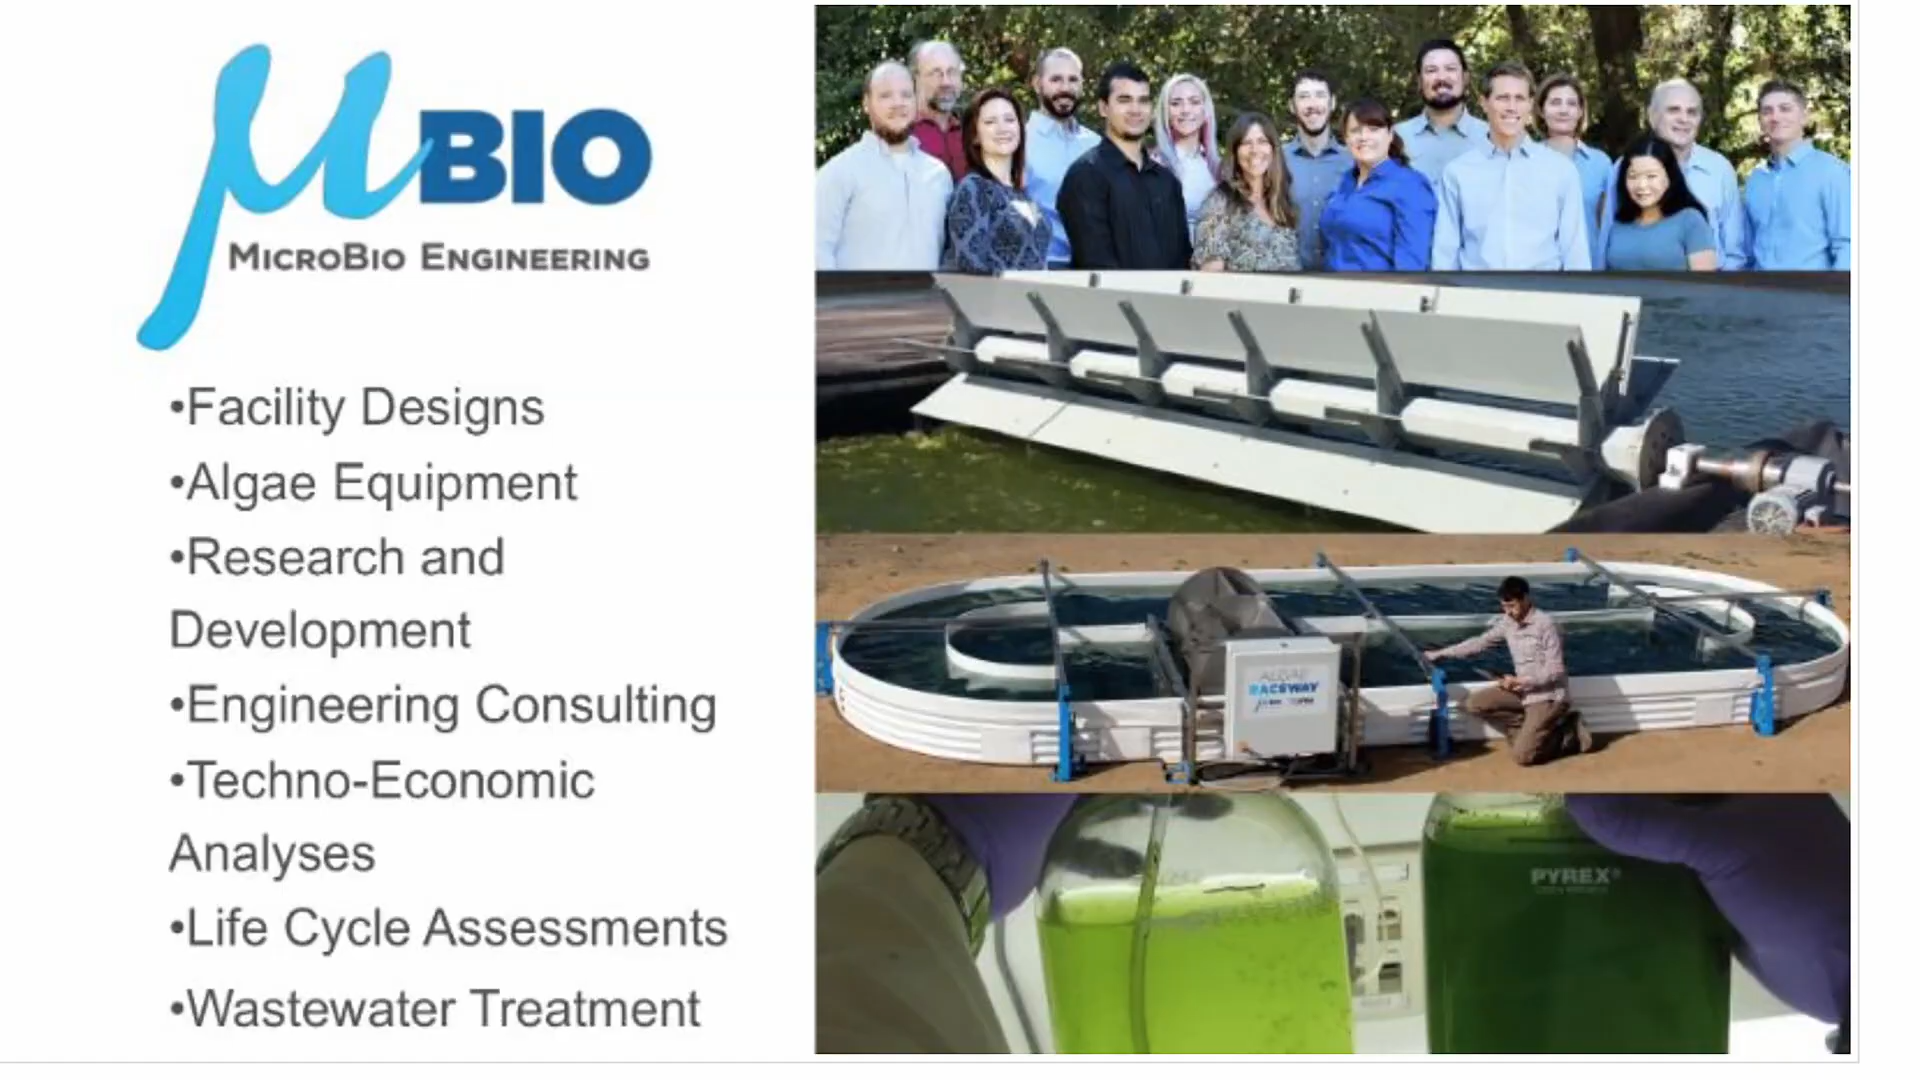 μBIO
MICROBIO ENGINEERING
•Facility Designs
•Algae Equipment
•Research and
Development
•Engineering Consulting
•Techno-Economic
Analyses
•Life Cycle Assessments
•Wastewater Treatment
ALGAE
RACEWAY
PYREX®